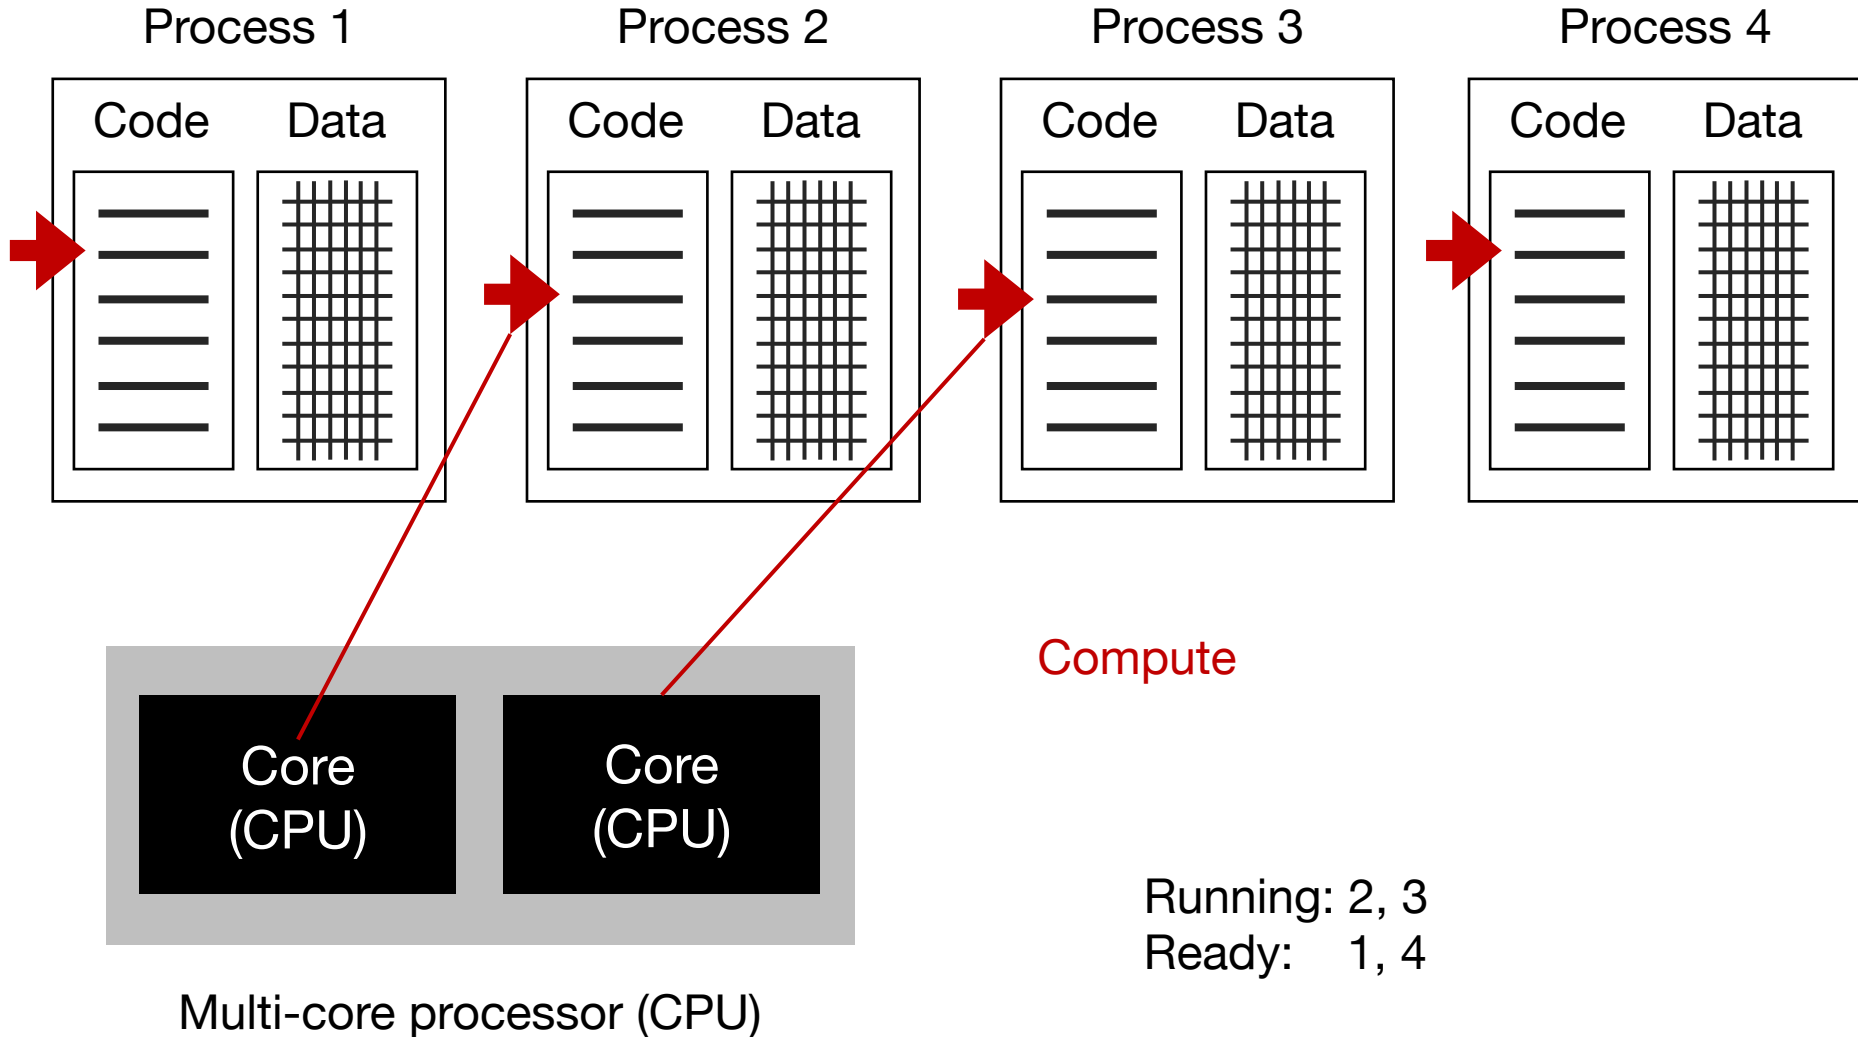 Process 1 Process 2 Process 3 Process 4
Code Data Code Data Code Data Code Data
Compute
Core Core
(CPU) (CPU)
Running: 2, 3
Ready: 1, 4
Multi-core processor (CPU)